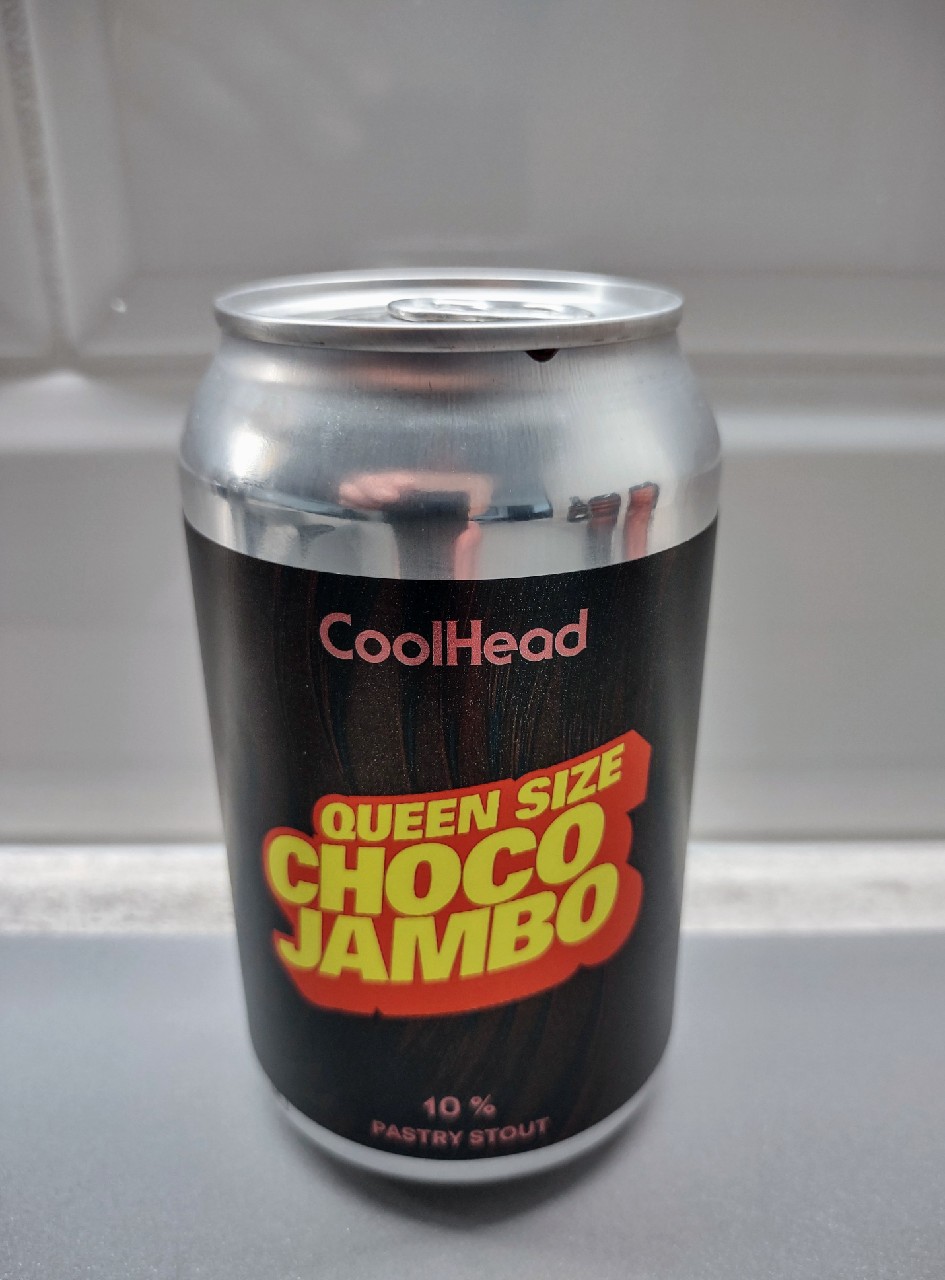 CoolHead
QUEEN SIZE
CHOCO
JAMBO
10 %
PASTRY STOUT